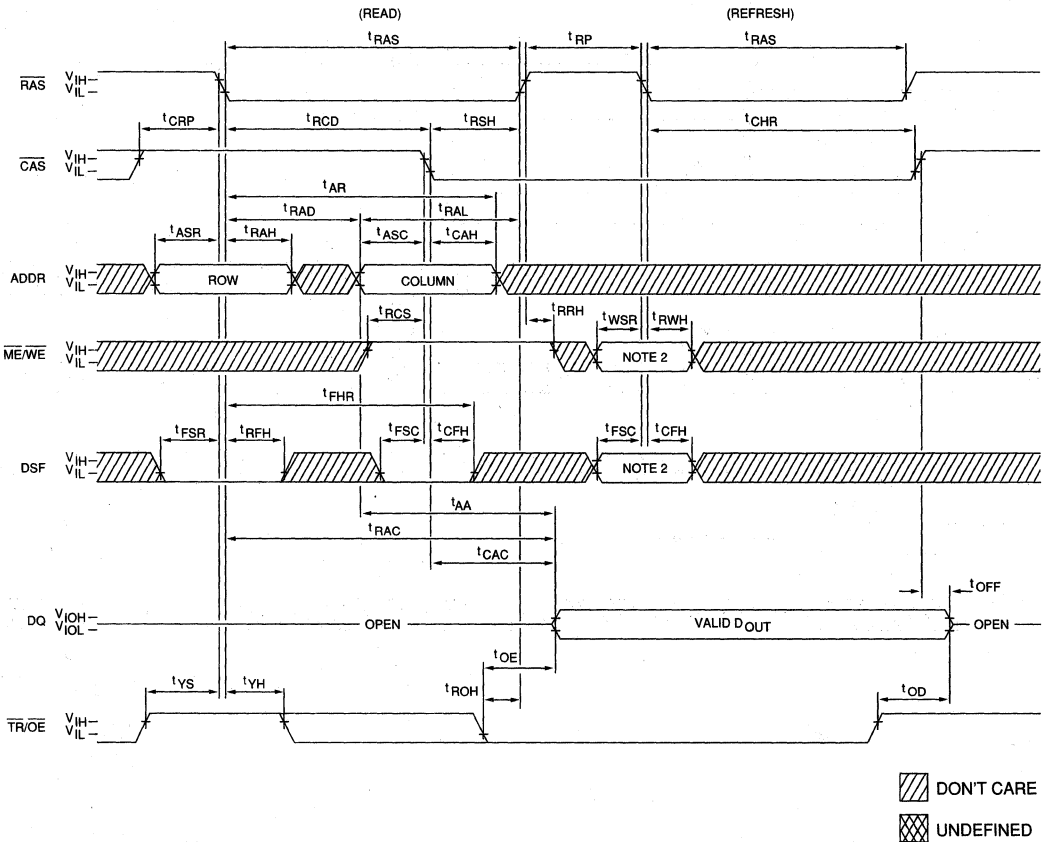 (READ) (REFRESH)
tRAS tRP tRAS
RAS VIH VIL
tCRP tRCD tRSH tCHR
CAS VIH VIL
tAR
tRAD tRAL
tASR tRAH tASC tCAH
ADDR VIH VIL ROW COLUMN
tRCS tRRH tWSR tRWH
ME/WE VIH VIL NOTE 2
tFHR
tFSR tRFH tFSC tCFH tFSC tCFH
DSF VIH VIL NOTE 2
tAA
tRAC
tCAC
tOFF
DQ VIOH VIOL OPEN VALID DOUT OPEN
tOE
tYS tYH tROH tOD
TR/OE VIH VIL
DON'T CARE
UNDEFINED